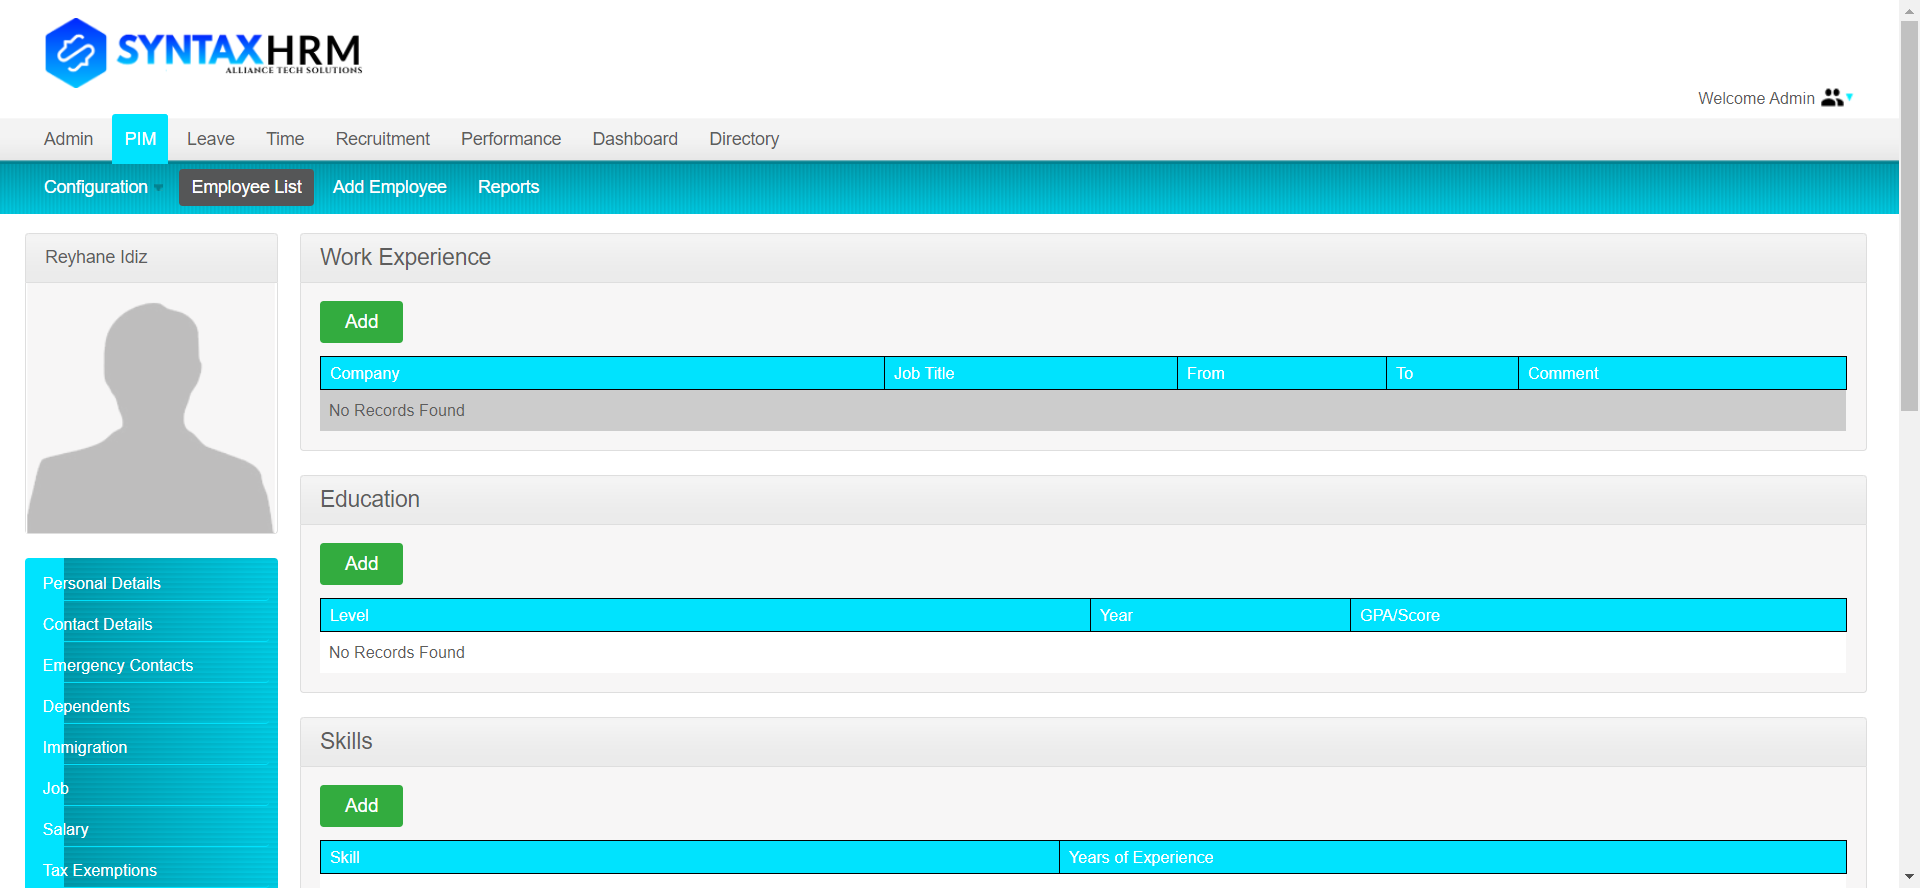 SYNTAXHRM
ALLIANCE TECH SOLUTIONS
Welcome Admin
Admin PIM Leave Time Recruitment Performance Dashboard Directory
Configuration Employee List Add Employee Reports
Reyhane Idiz
Personal Details
Contact Details
Emergency Contacts
Dependents
Immigration
Job
Salary
Tax Exemptions
Work Experience
Add
Company Job Title From To Comment
No Records Found
Education
Add
Level Year GPA/Score
No Records Found
Skills
Add
Skill Years of Experience